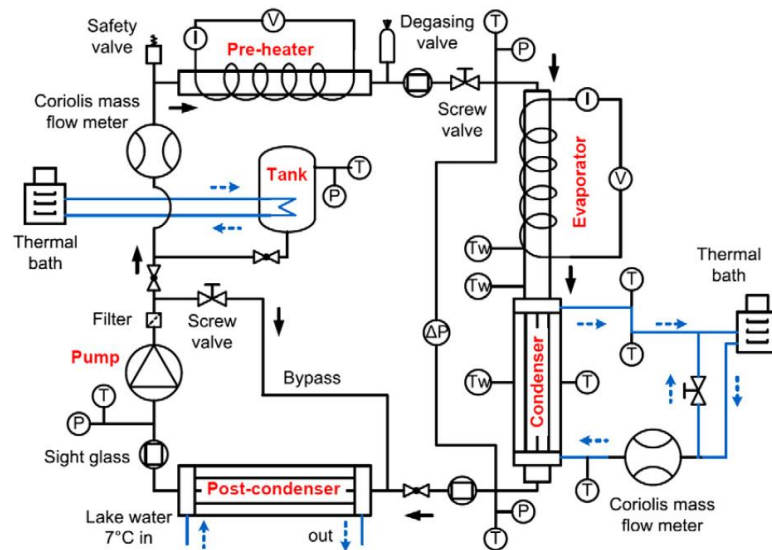 Safety
valve
I
V
Pre-heater
Degasing
valve
T
P
Screw
valve
Coriolis mass
flow meter
I
V
Evaporator
Tank
T
P
Thermal
bath
Tw
Tw
T
Thermal
bath
Filter
Screw
valve
ΔP
T
Pump
Bypass
Tw
Condenser
T
T
P
Sight glass
Post-condenser
T
Coriolis mass
flow meter
P
T
Lake water
7°C in
out